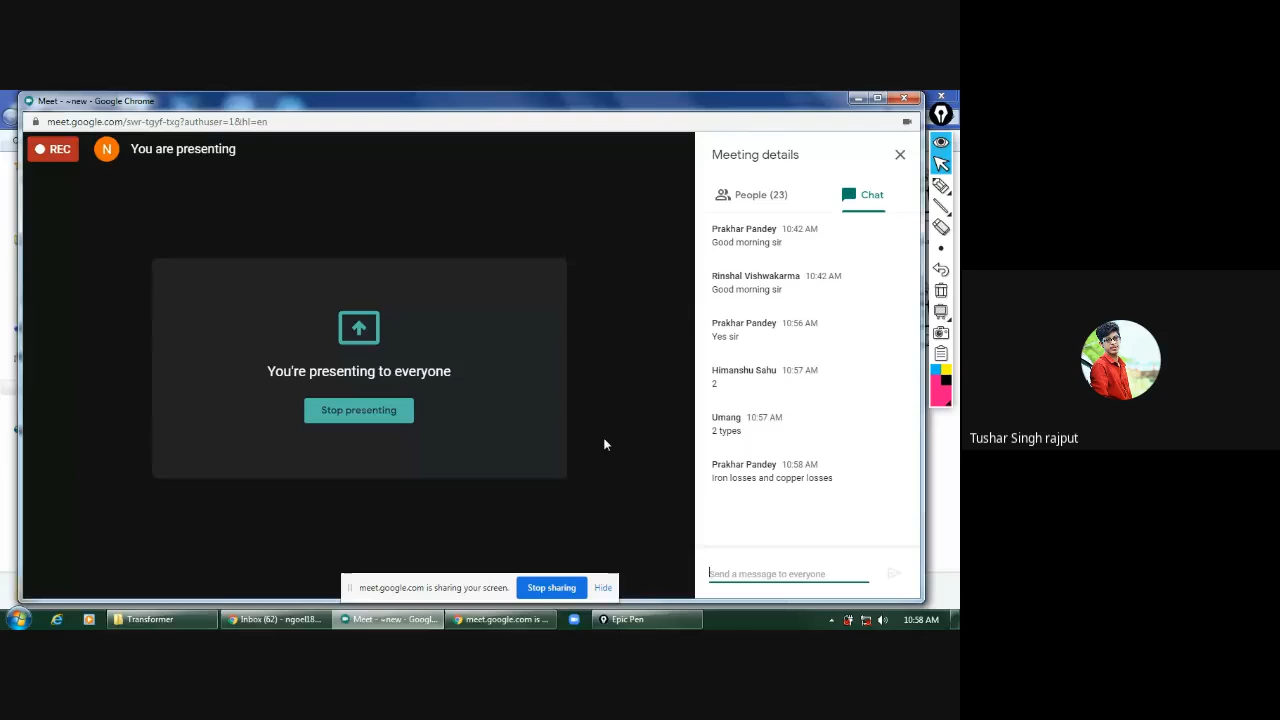 Meet - ~new - Google Chrome
meet.google.com/swr-tgyf-txg?authuser=1&hl=en
REC
N
You are presenting
Meeting details
People (23)
Chat
Prakhar Pandey 10:42 AM
Good morning sir
Rinshal Vishwakarma 10:42 AM
Good morning sir
Prakhar Pandey 10:56 AM
Yes sir
Himanshu Sahu 10:57 AM
2
Umang 10:57 AM
2 types
Prakhar Pandey 10:58 AM
Iron losses and copper losses
You're presenting to everyone
Stop presenting
Send a message to everyone
meet.google.com is sharing your screen.
Stop sharing
Hide
Tushar Singh rajput
Transformer
Inbox (62) - ngoel18...
Meet - ~new - Googl...
meet.google.com is ...
Epic Pen
10:58 AM